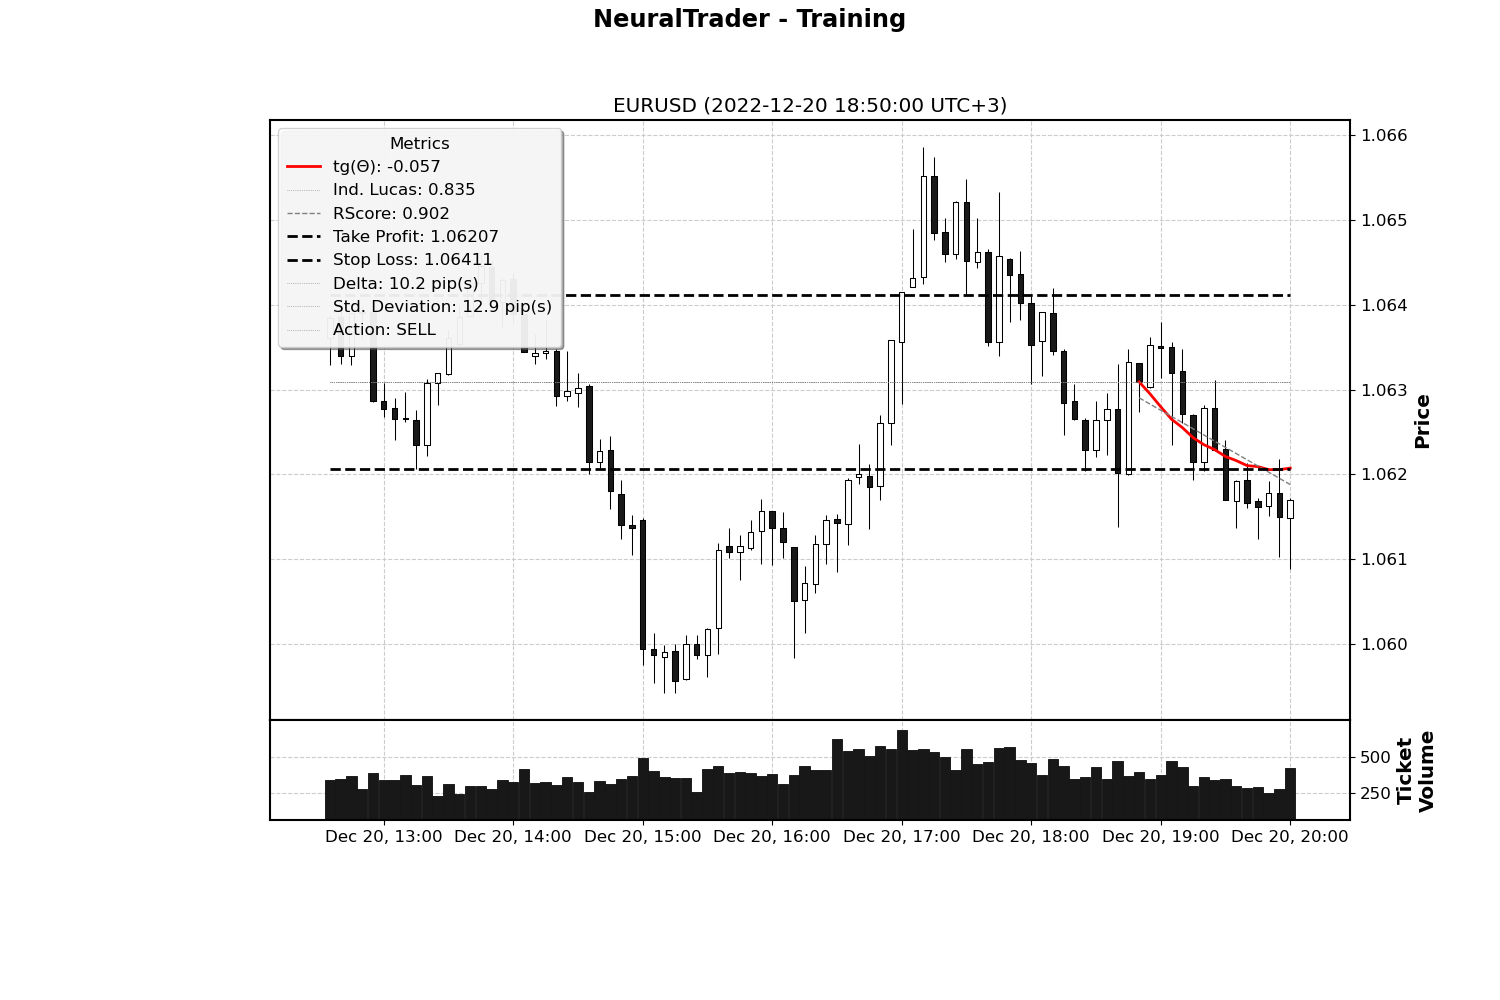 NeuralTrader - Training
EURUSD (2022-12-20 18:50:00 UTC+3)
Metrics
tg(Θ): -0.057
Ind. Lucas: 0.835
RScore: 0.902
Take Profit: 1.06207
Stop Loss: 1.06411
Delta: 10.2 pip(s)
Std. Deviation: 12.9 pip(s)
Action: SELL
1.066
1.065
1.064
1.063
1.062
1.061
1.060
Price
500
250
Ticket
Volume
Dec 20, 13:00 Dec 20, 14:00 Dec 20, 15:00 Dec 20, 16:00 Dec 20, 17:00 Dec 20, 18:00 Dec 20, 19:00 Dec 20, 20:00